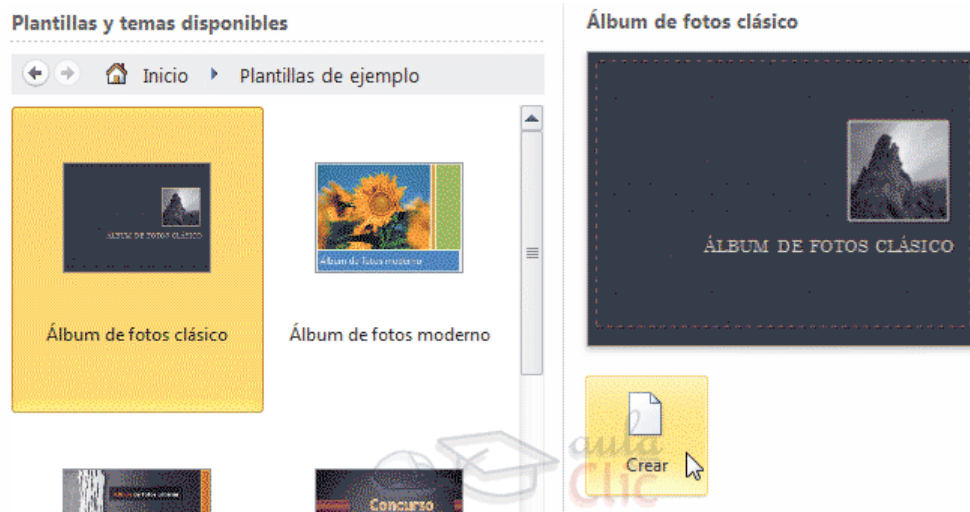 Plantillas y temas disponibles
Inicio
Plantillas de ejemplo
ÁLBUM DE FOTOS CLÁSICO
Álbum de fotos moderno
Álbum de fotos clásico
Álbum de fotos moderno
Concurso
Álbum de fotos clásico
ÁLBUM DE FOTOS CLÁSICO
Crear
aula
Clic